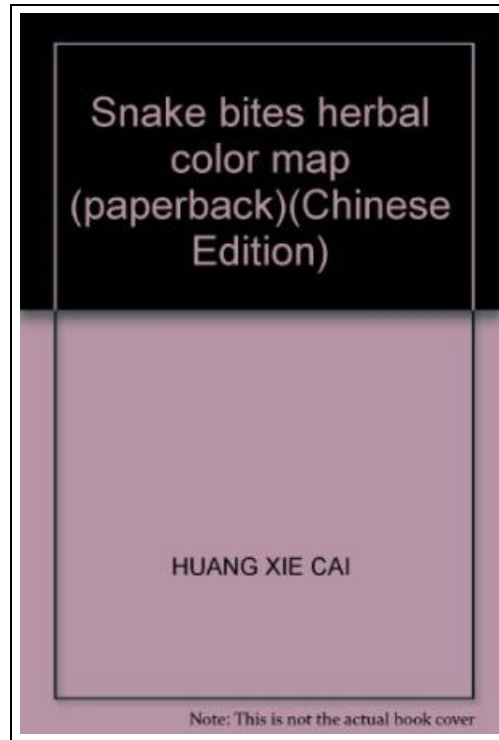 Snake bites herbal
color map
(paperback)(Chinese
Edition)
HUANG XIE CAI
Note: This is not the actual book cover